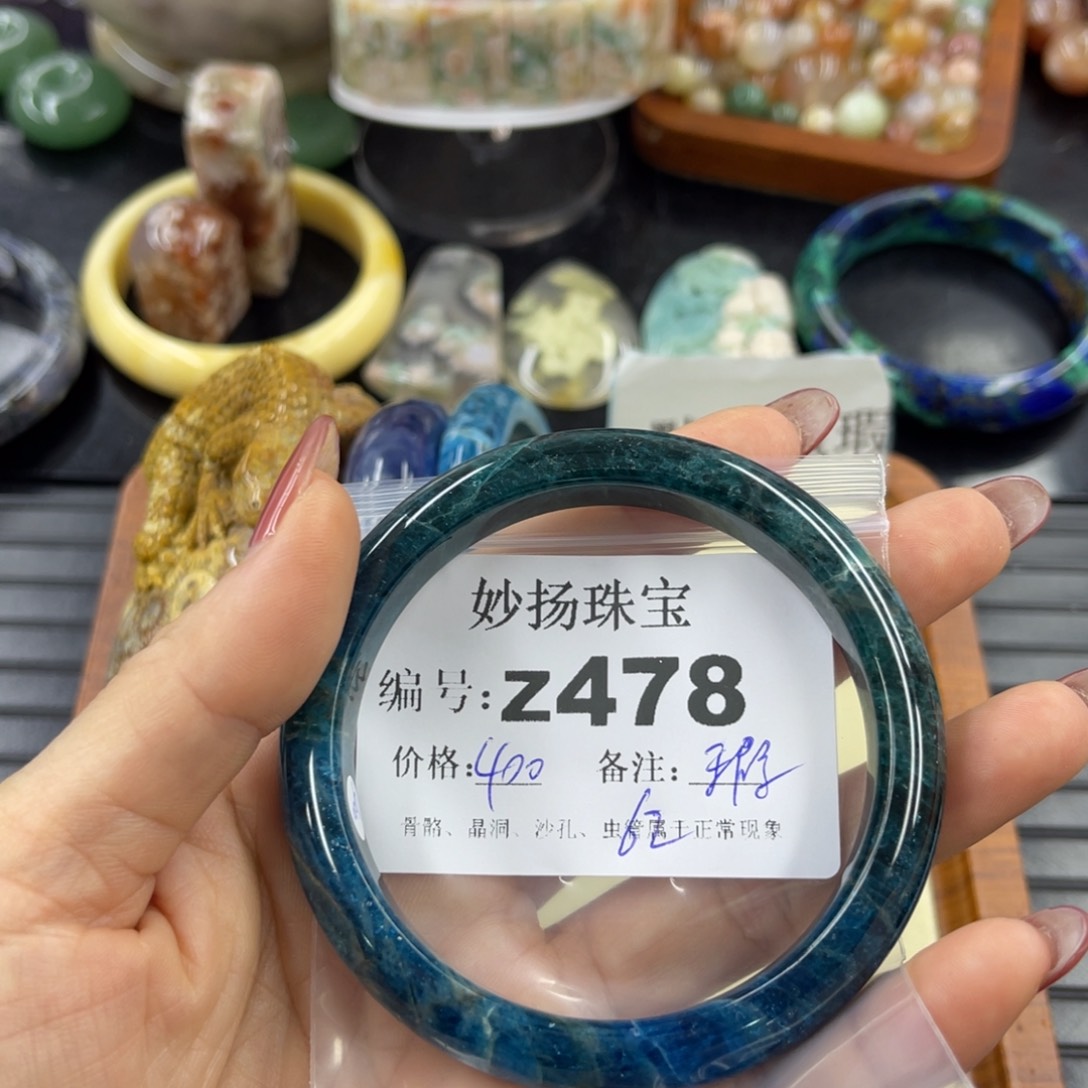 瑕
妙扬珠宝
编号:z478
价格:400 备注:
62
骨骼、晶洞、沙孔、虫管属于正常现象